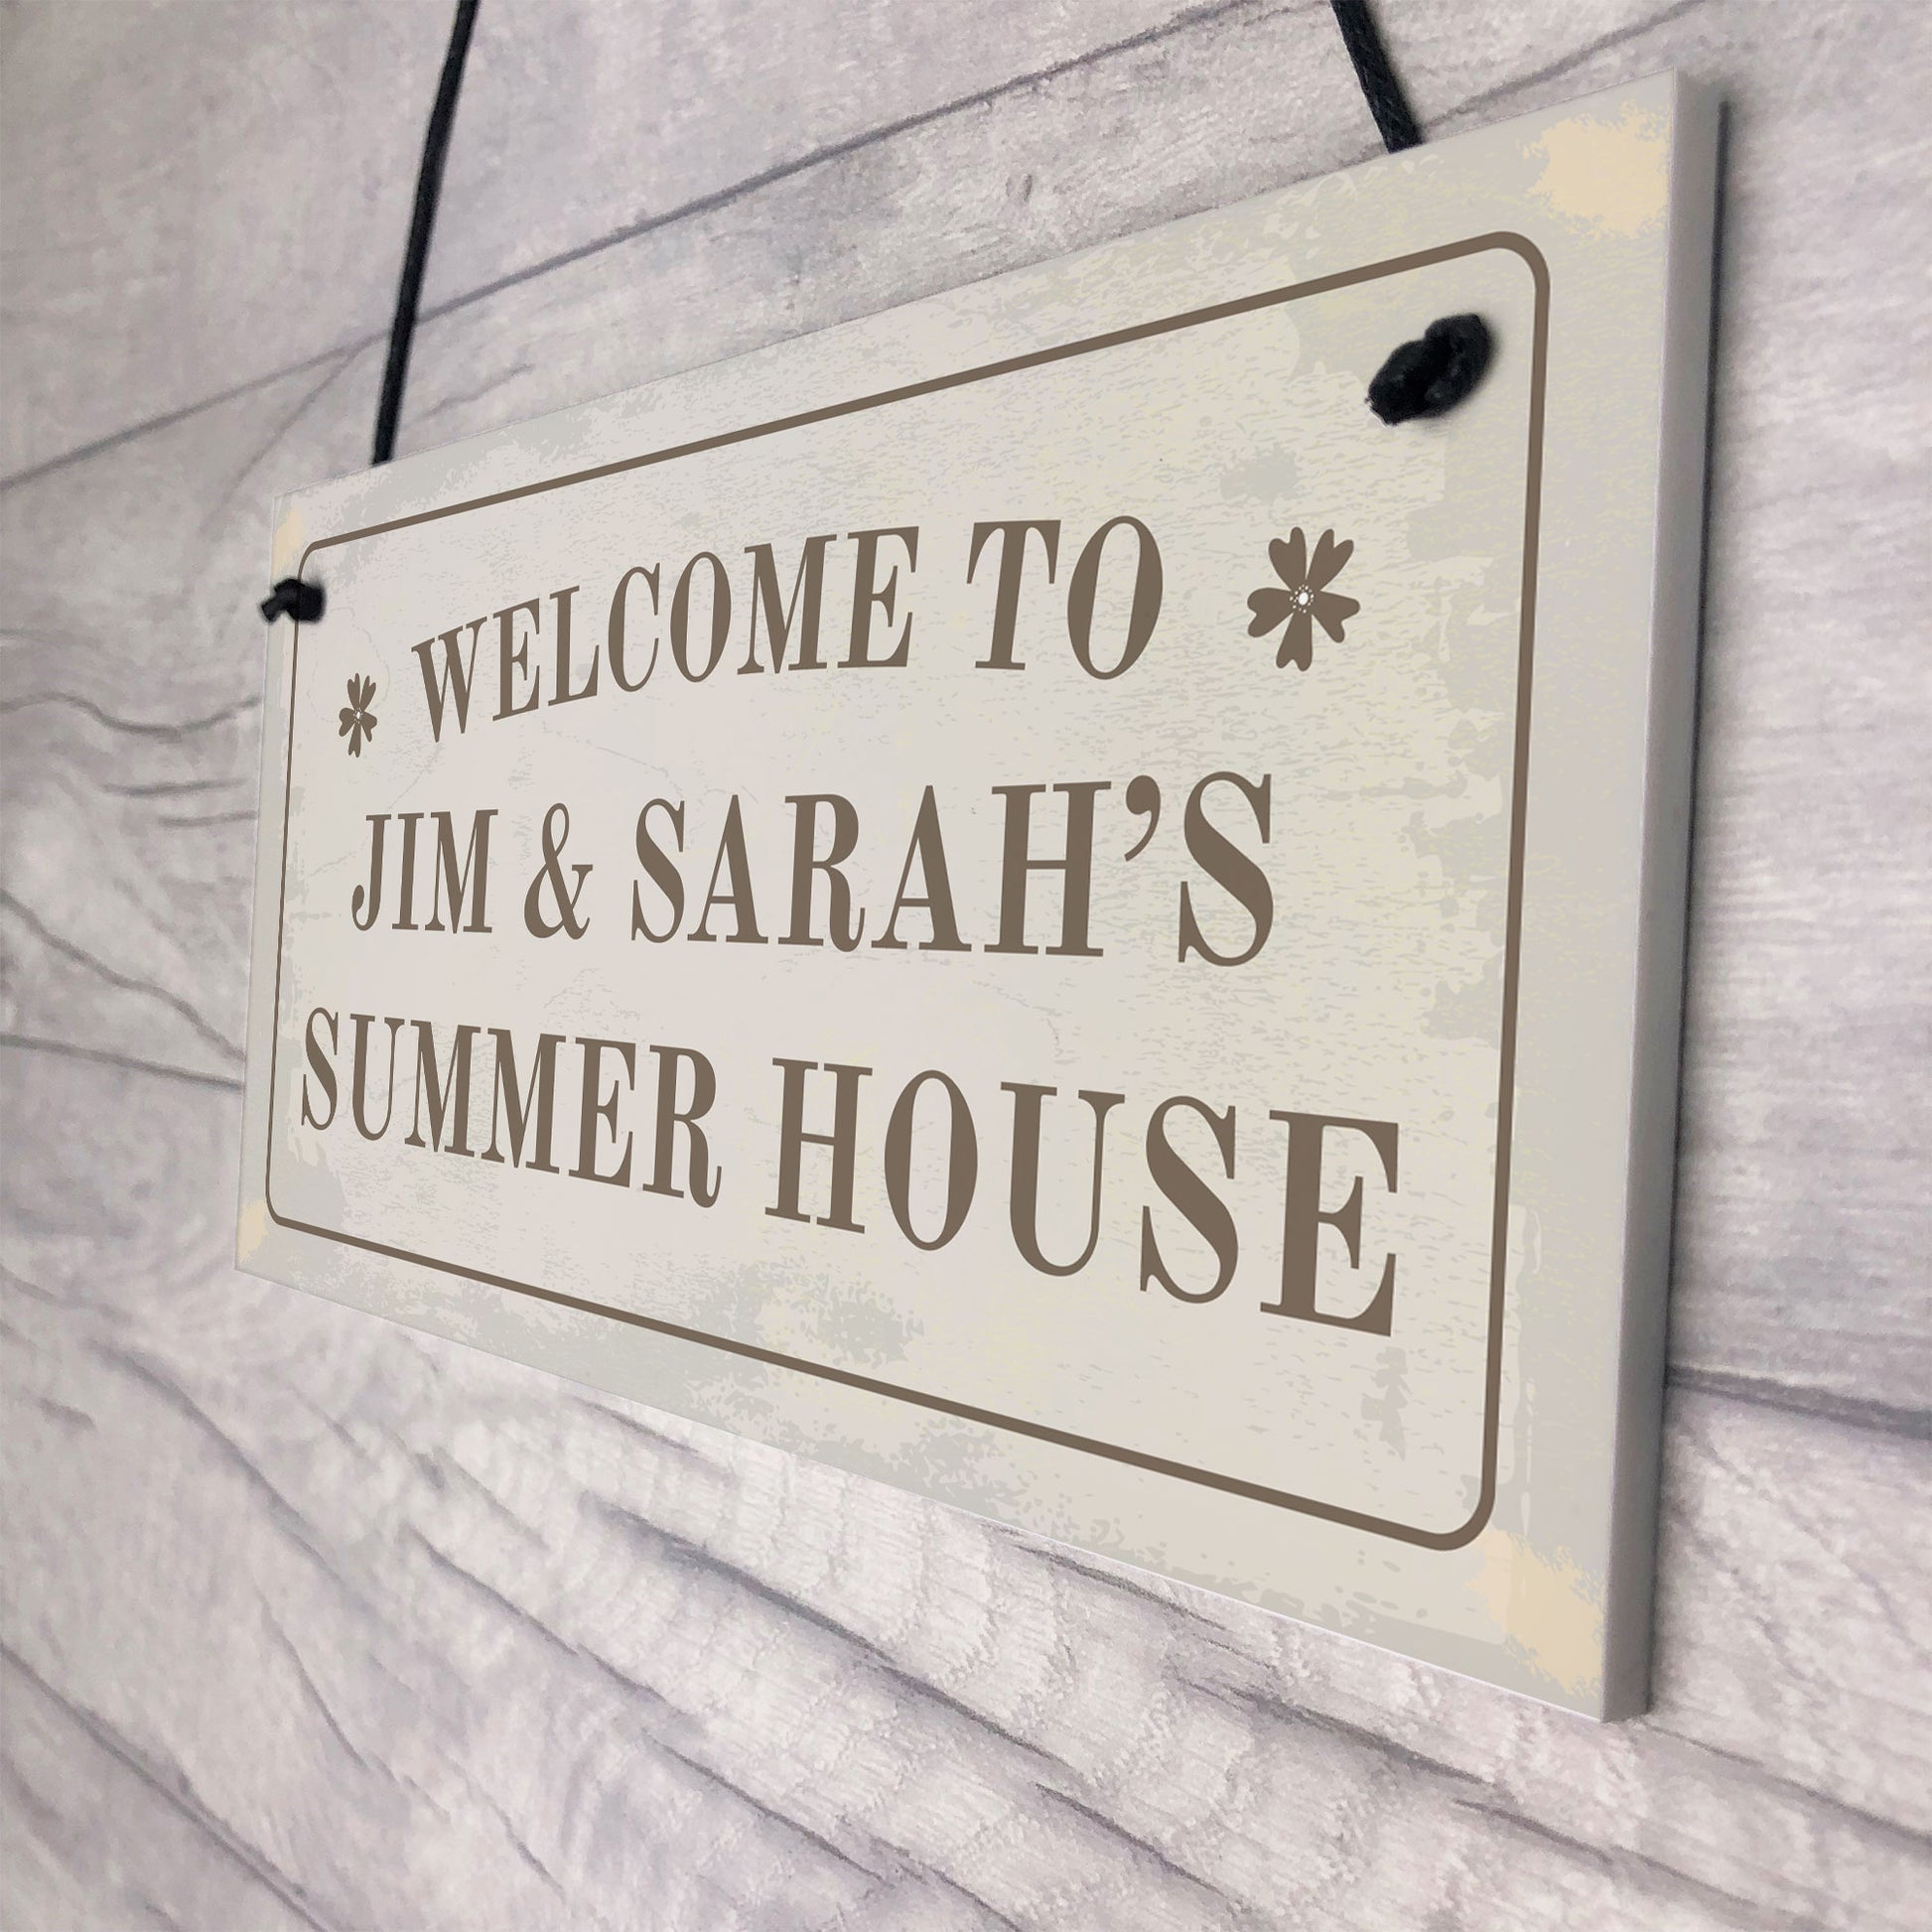 WELCOME TO
JIM & SARAH'S
SUMMER HOUSE